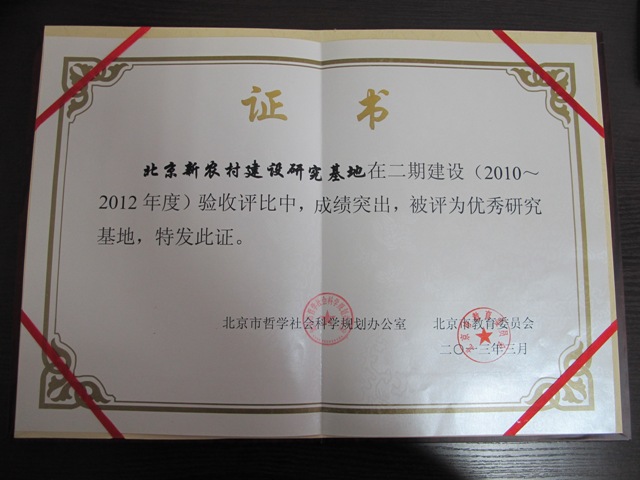 证 书
北京新农村建设研究基地在二期建设（2010～
2012年度）验收评比中，成绩突出，被评为优秀研究
基地，特发此证。
北京市哲学社会科学规划办公室 北京市教育委员会
二〇一三年三月